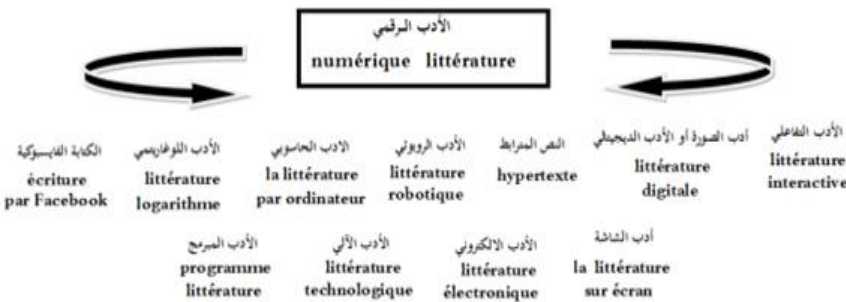 الأدب الرقمي
numérique littérature
الأدب التفاعلي
littérature
interactive
أدب الصورة أو الأدب الديجيتالي
littérature
digitale
النص المترابط
hypertexte
الأدب الروبوتي
littérature
robotique
الادب الحاسوبي
la littérature
par ordinateur
الأدب اللوغاريتمي
littérature
logarithme
الكتابة الفايسبوكية
écriture
par Facebook
أدب الشاشة
la littérature
sur écran
الأدب الالكتروني
littérature
électronique
الأدب الآلي
littérature
technologique
الأدب المبرمج
programme
littérature